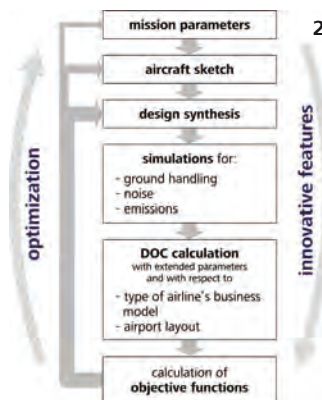 mission parameters
2
aircraft sketch
design synthesis
simulations for:
- ground handling
- noise
- emissions
DOC calculation
with extended parameters
and with respect to
- type of airline's business
model
- airport layout
calculation of
objective functions
optimization
innovative features